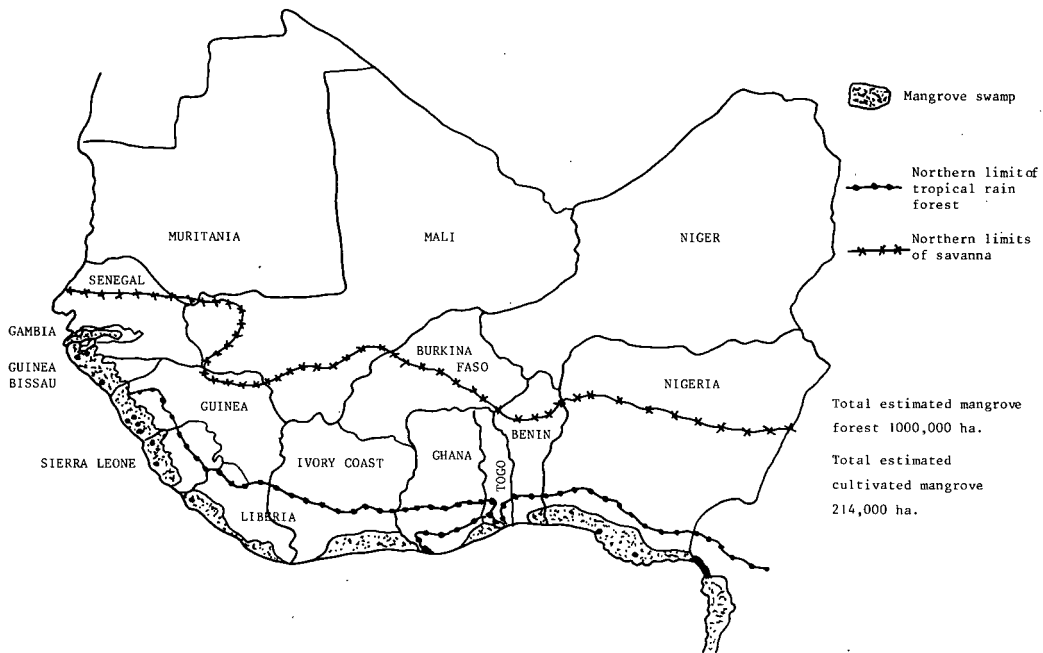 Mangrove swamp
Northern limit of
tropical rain
forest
Northern limits
of savanna
MURITANIA
MALI
NIGER
SENEGAL
GAMBIA
GUINEA
BISSAU
BURKINA
FASO
NIGERIA
GUINEA
BENIN
SIERRA LEONE
IVORY COAST
GHANA
TOGO
LIBERIA
Total estimated mangrove
forest 1000,000 ha.
Total estimated
cultivated mangrove
214,000 ha.